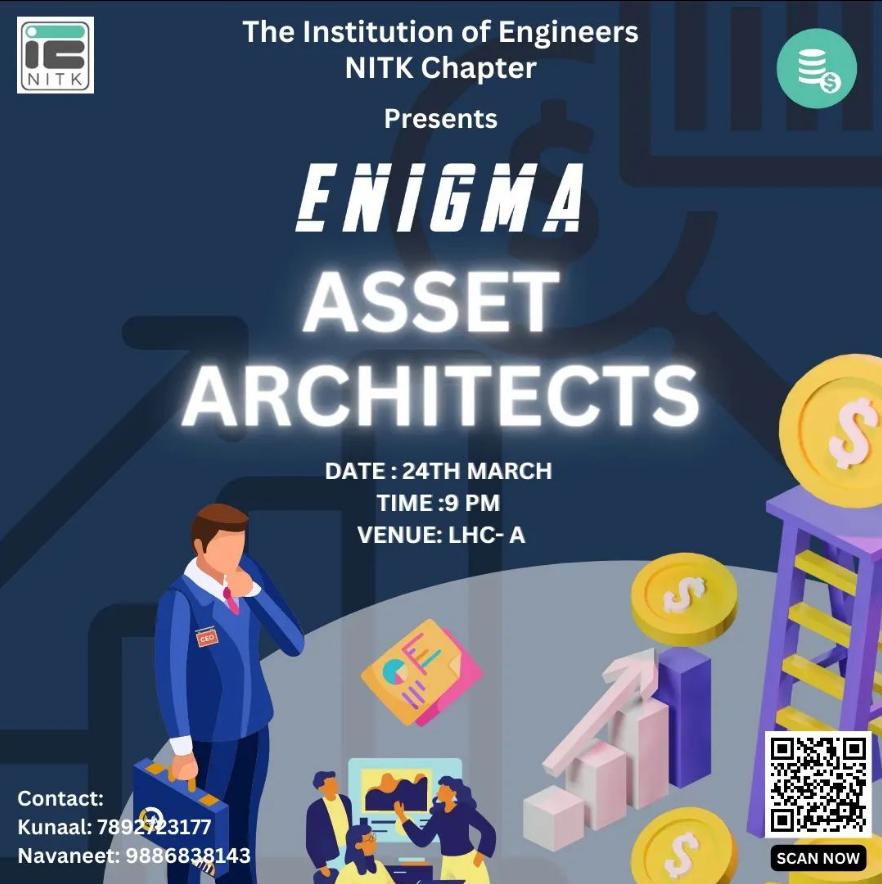 IE
NITK
The Institution of Engineers
NITK Chapter
Presents
ENIGMA
ASSET
ARCHITECTS
DATE : 24TH MARCH
TIME :9 PM
VENUE: LHC- A
CEO
Contact:
Kunaal: 7892723177
Navaneet: 9886838143
SCAN NOW